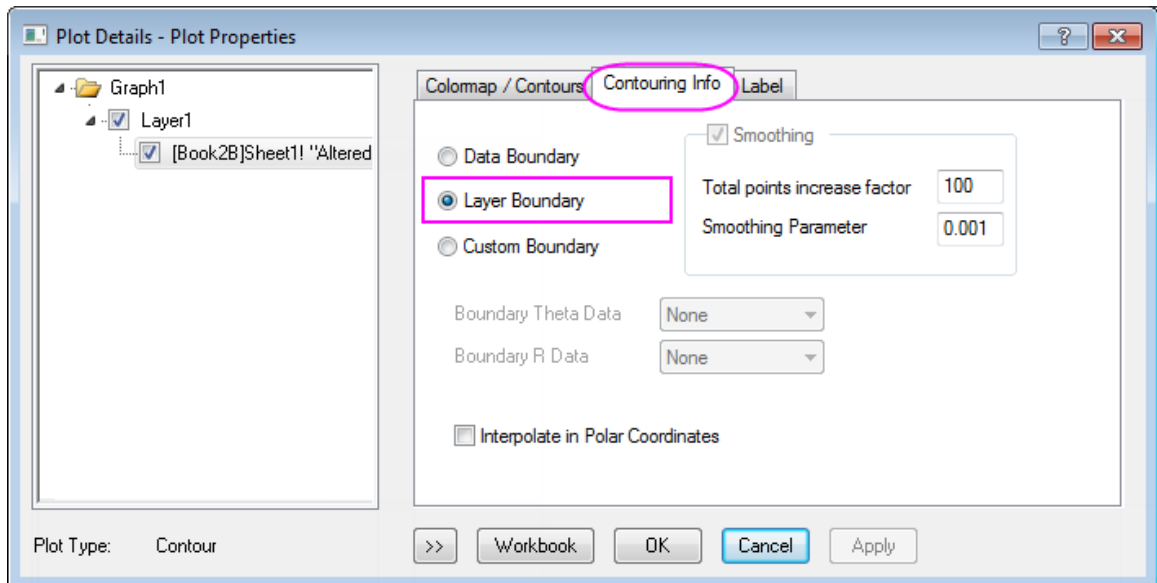 Plot Details - Plot Properties
Graph1
Layer1
[Book2B]Sheet1! "Altered
Colormap / Contours
Contouring Info
Label
Data Boundary
Layer Boundary
Custom Boundary
Smoothing
Total points increase factor 100
Smoothing Parameter 0.001
Boundary Theta Data None
Boundary R Data None
Interpolate in Polar Coordinates
Plot Type: Contour
>> Workbook OK Cancel Apply